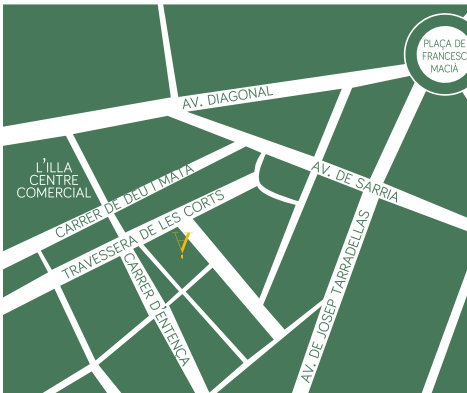 PLAÇA DE
FRANCESC
MACIÀ
AV. DIAGONAL
L'ILLA
CENTRE
COMERCIAL
CARRER DE DEU I MATA
AV. DE SARRIA
TRAVESSERA DE LES CORTS
CARRER D'ENTENÇA
AV. DE JOSEP TARRADELLAS